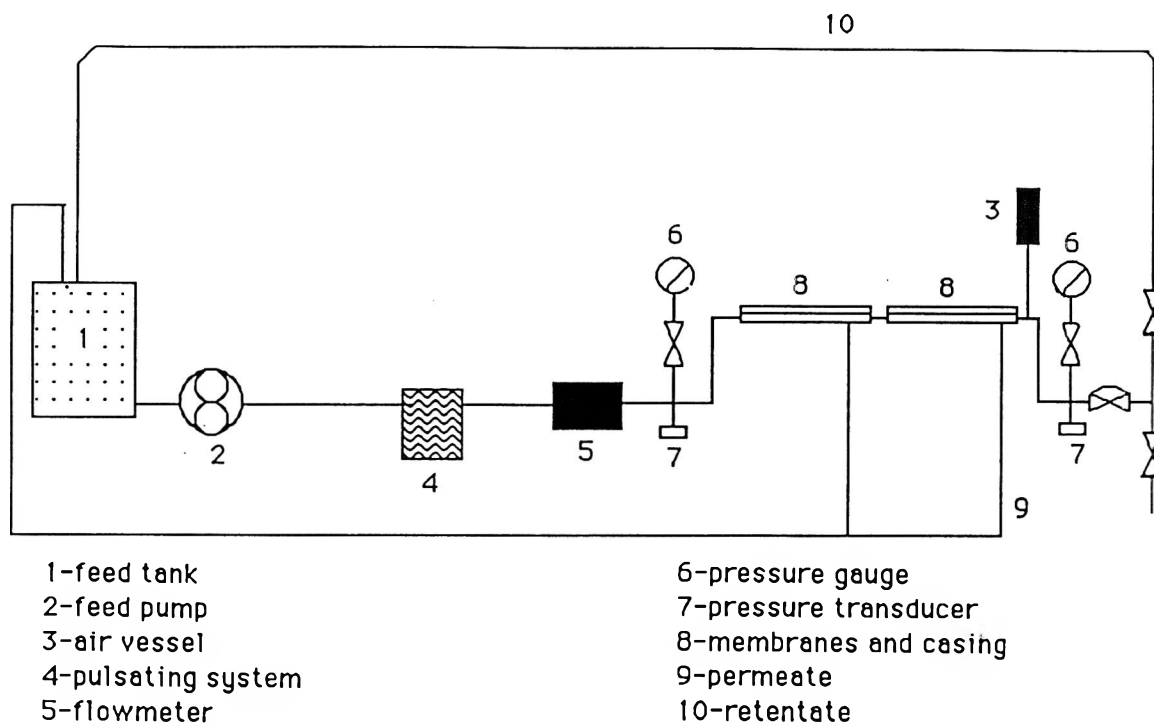 10
3
6
6
8
8
1
2
4
5
7
7
9
1-feed tank
2-feed pump
3-air vessel
4-pulsating system
5-flowmeter
6-pressure gauge
7-pressure transducer
8-membranes and casing
9-permeate
10-retentate